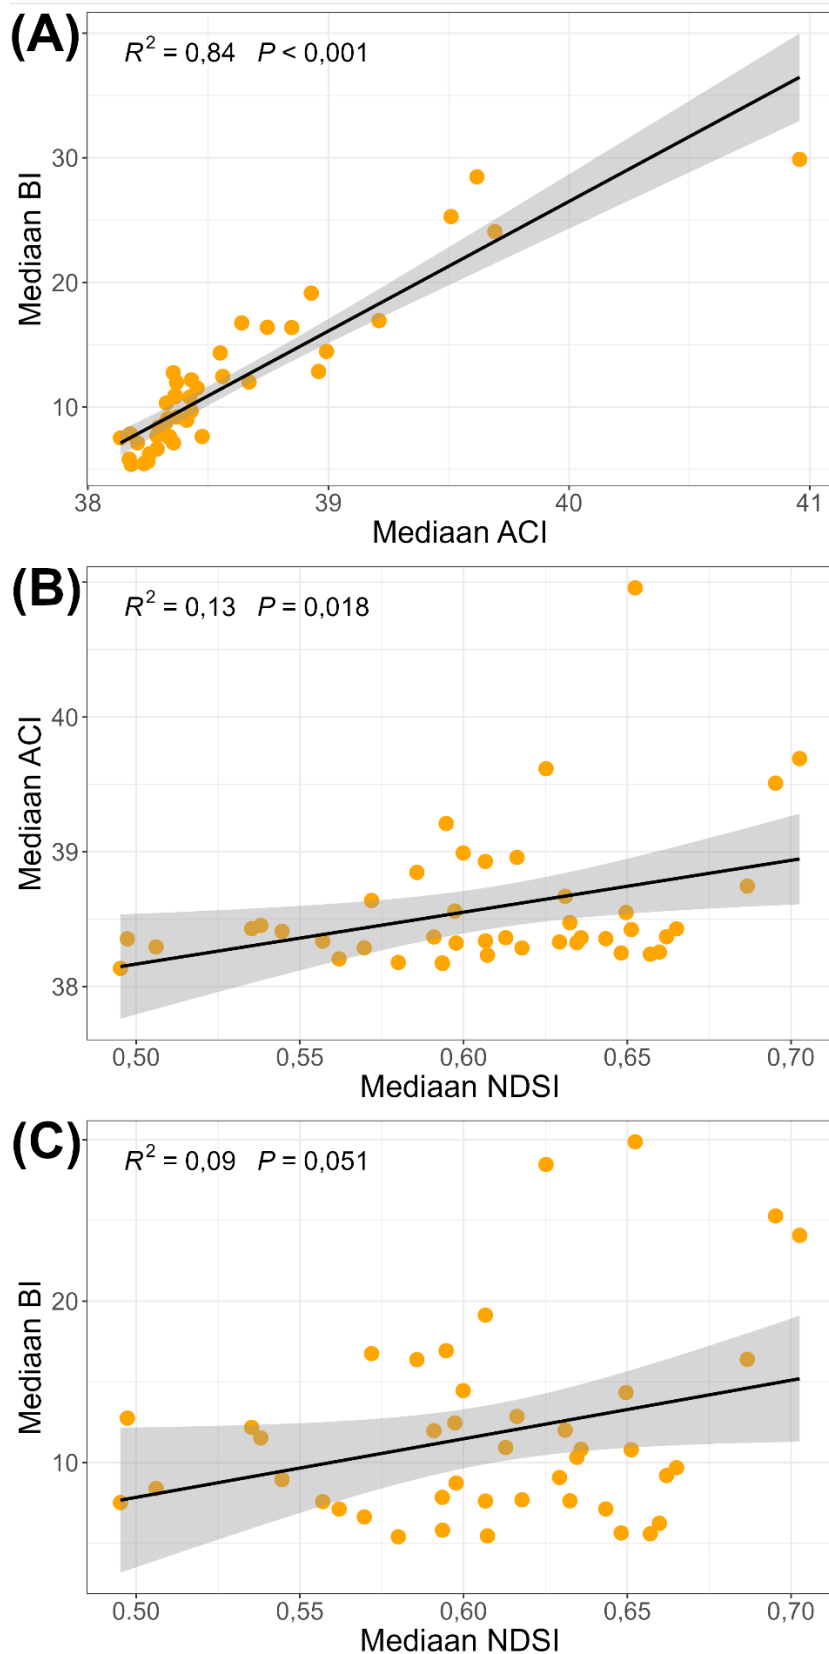 (A)
R² = 0,84 P < 0,001
Mediaan BI
30
20
10
38 39 40 41
Mediaan ACI
(B)
R² = 0,13 P = 0,018
Mediaan ACI
40
39
38
0,50 0,55 0,60 0,65 0,70
Mediaan NDSI
(C)
R² = 0,09 P = 0,051
Mediaan BI
20
10
0.50 0,55 0,60 0,65 0,70
Mediaan NDSI